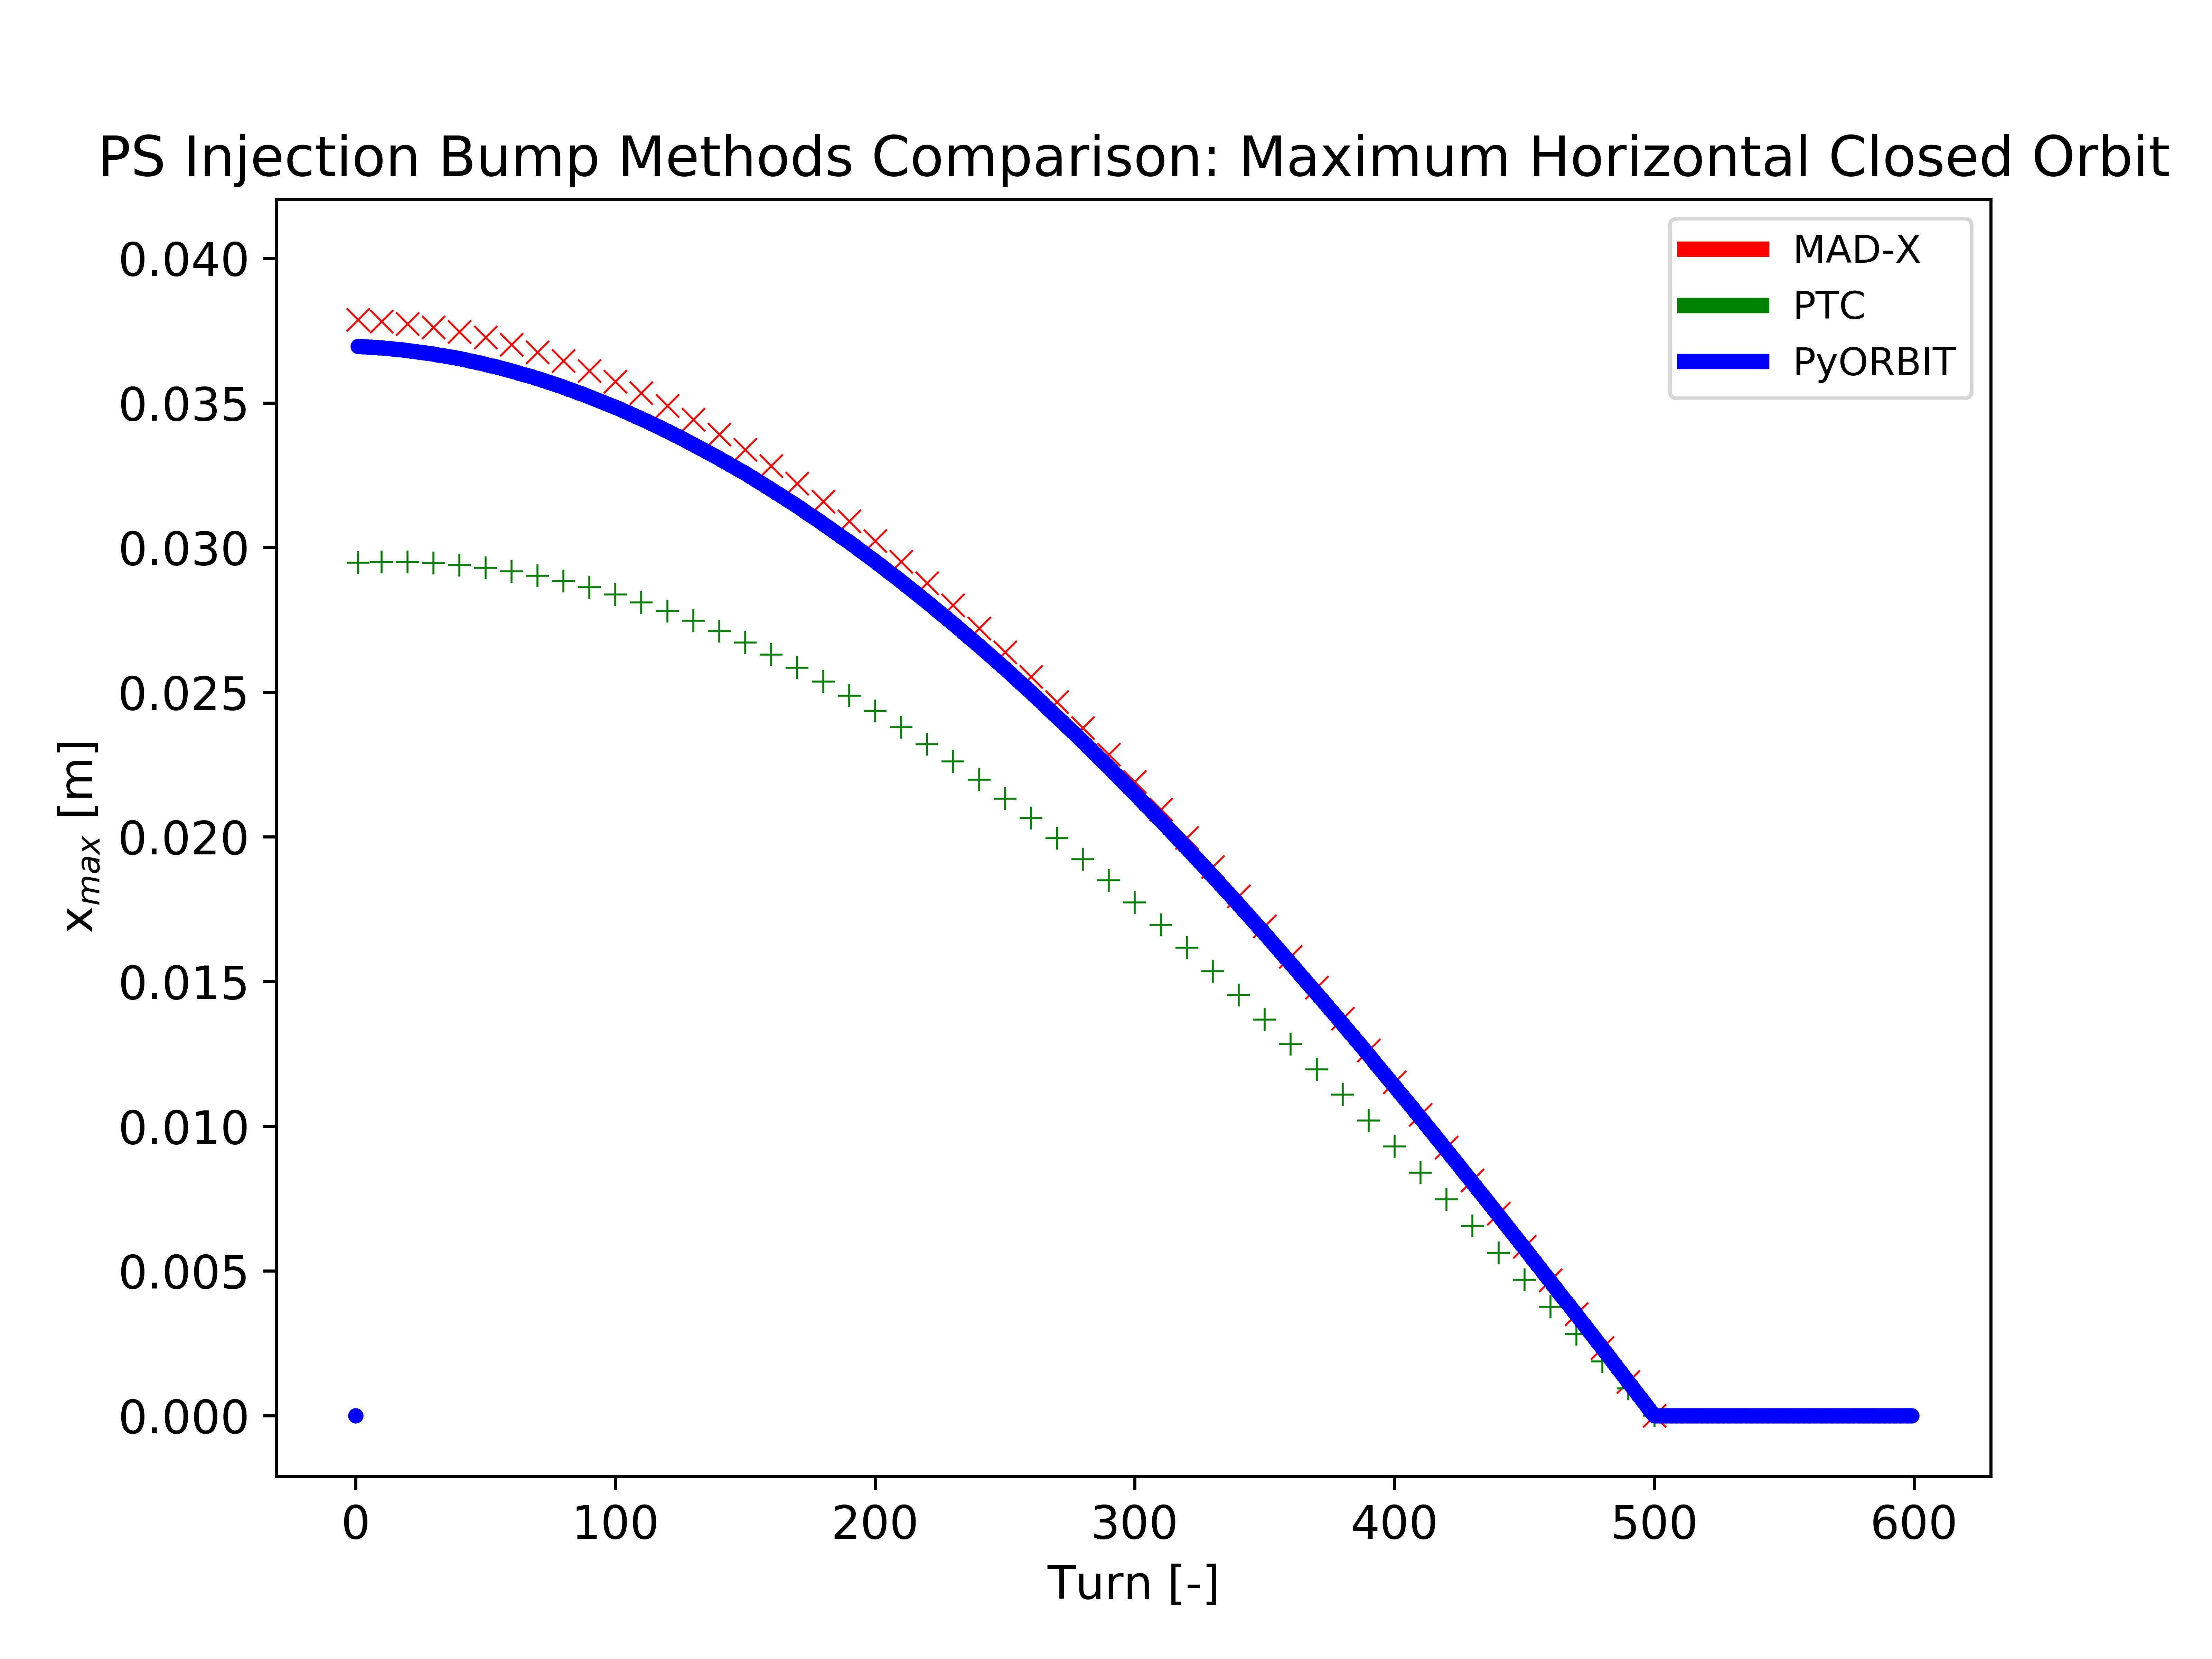 PS Injection Bump Methods Comparison: Maximum Horizontal Closed Orbit
MAD-X
PTC
PyORBIT
0.040
0.035
0.030
0.025
0.020
0.015
0.010
0.005
0.000
x_max [m]
0 100 200 300 400 500 600
Turn [-]